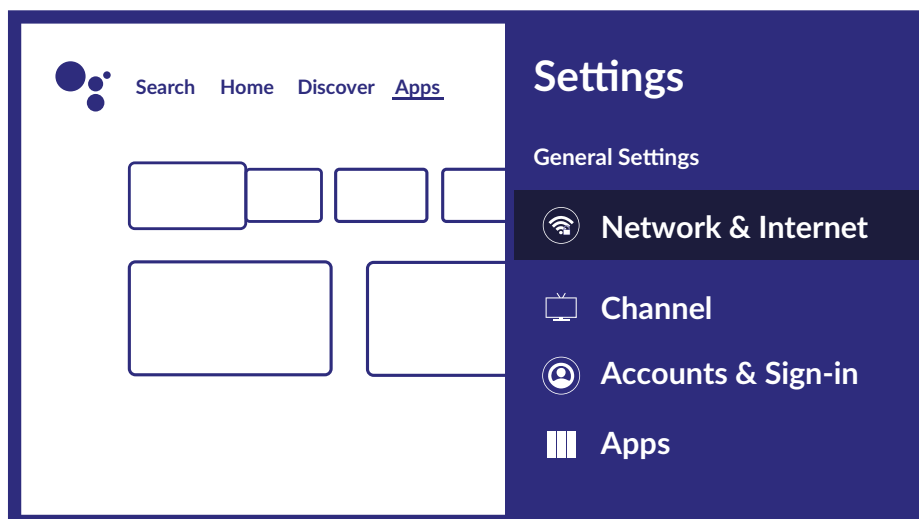 Search Home Discover Apps
Settings
General Settings
Network & Internet
Channel
Accounts & Sign-in
Apps